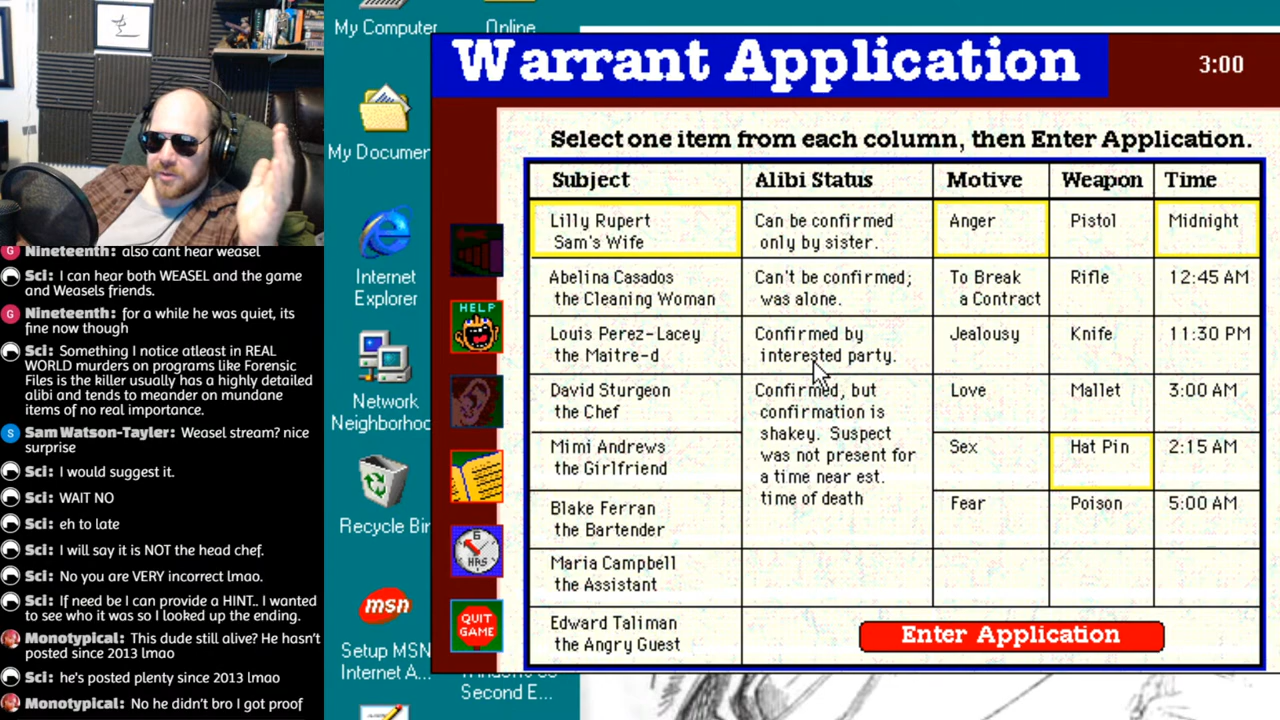 My Computer
Online
My Documen
Internet
Explorer
Network
Neighborhoo
Recycle Bin
msn
Setup MSN
Internet A...
Second E...
Warrant Application
3:00
Select one item from each column, then Enter Application.
Subject
Alibi Status
Motive
Weapon
Time
Lilly Rupert
Sam's Wife
Can be confirmed
only by sister.
Anger
Pistol
Midnight
Abelina Casados
the Cleaning Woman
Can't be confirmed;
was alone.
To Break
a Contract
Rifle
12:45 AM
Louis Perez-Lacey
the Maitre-d
Confirmed by
interested party.
Jealousy
Knife
11:30 PM
David Sturgeon
the Chef
Confirmed, but
confirmation is
shakey. Suspect
was not present for
a time near est.
time of death
Love
Mallet
3:00 AM
Mimi Andrews
the Girlfriend
Sex
Hat Pin
2:15 AM
Blake Ferran
the Bartender
Fear
Poison
5:00 AM
Maria Campbell
the Assistant
Edward Taliman
the Angry Guest
Enter Application
HELP
6
HRS
QUIT
GAME
G Nineteenth: also cant hear weasel
Sci: I can hear both WEASEL and the game
and Weasels friends.
G Nineteenth: for a while he was quiet, its
fine now though
Sci: Something I notice atleast in REAL
WORLD murders on programs like Forensic
Files is the killer usually has a highly detailed
alibi and tends to meander on mundane
items of no real importance.
S Sam Watson-Tayler: Weasel stream? nice
surprise
Sci: I would suggest it.
Sci: WAIT NO
Sci: eh to late
Sci: I will say it is NOT the head chef.
Sci: No you are VERY incorrect lmao.
Sci: If need be I can provide a HINT.. I wanted
to see who it was so I looked up the ending.
Monotypical: This dude still alive? He hasn't
posted since 2013 lmao
Sci: he's posted plenty since 2013 lmao
Monotypical: No he didn't bro I got proof